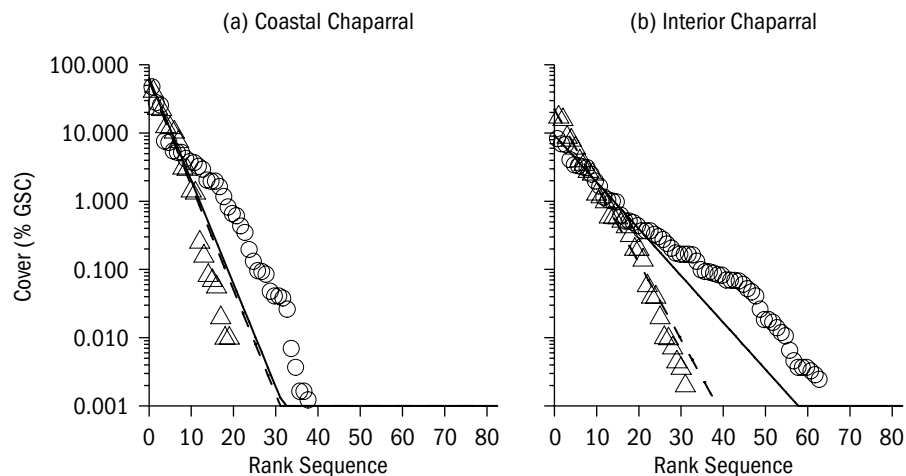 (a) Coastal Chaparral
(b) Interior Chaparral
Cover (% GSC)
100.000
10.000
1.000
0.100
0.010
0.001
0 10 20 30 40 50 60 70 80
0 10 20 30 40 50 60 70 80
Rank Sequence
Rank Sequence